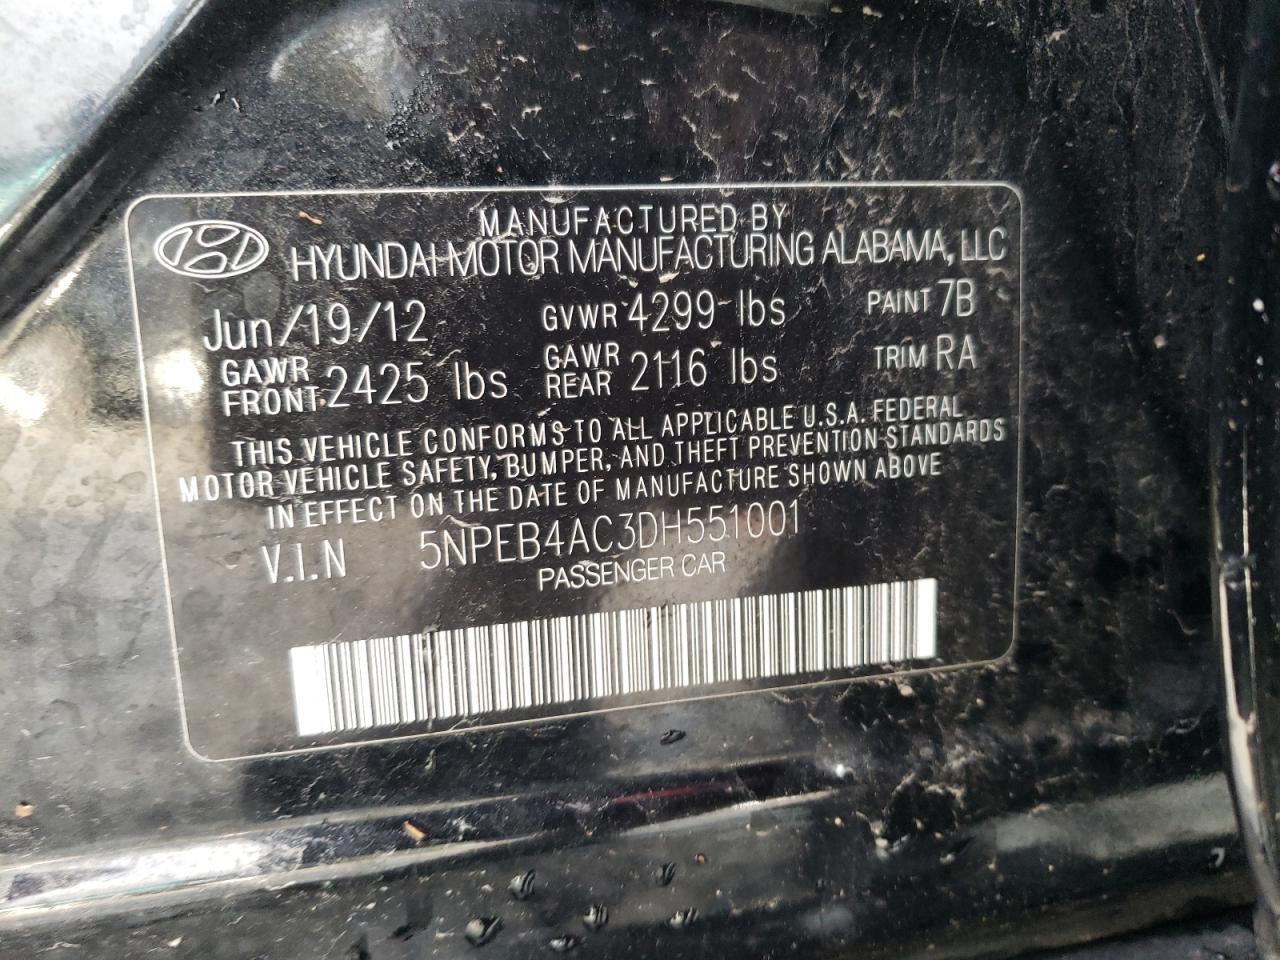 MANUFACTURED BY
HYUNDAI MOTOR MANUFACTURING ALABAMA, LLC
Jun/19/12 GVWR 4299 lbs PAINT 7B
GAWR FRONT 2425 lbs GAWR REAR 2116 lbs TRIM RA
THIS VEHICLE CONFORMS TO ALL APPLICABLE U.S.A. FEDERAL
MOTOR VEHICLE SAFETY, BUMPER, AND THEFT PREVENTION STANDARDS
IN EFFECT ON THE DATE OF MANUFACTURE SHOWN ABOVE
V.I.N 5NPEB4AC3DH551001
PASSENGER CAR